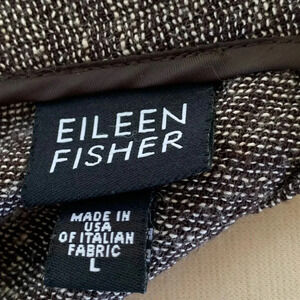 EILEEN
FISHER
MADE IN
USA
OF ITALIAN
FABRIC
L